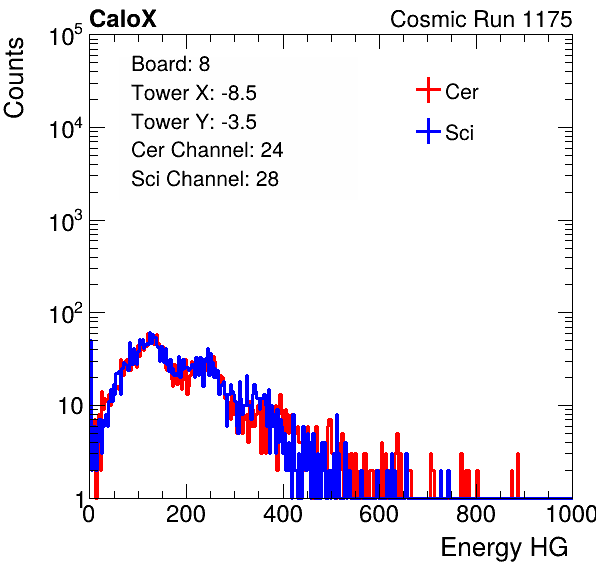 CaloX Cosmic Run 1175
Counts
10^5
10^4
10^3
10^2
10
1
Board: 8
Tower X: -8.5
Tower Y: -3.5
Cer Channel: 24
Sci Channel: 28
Cer
Sci
0 200 400 600 800 1000
Energy HG